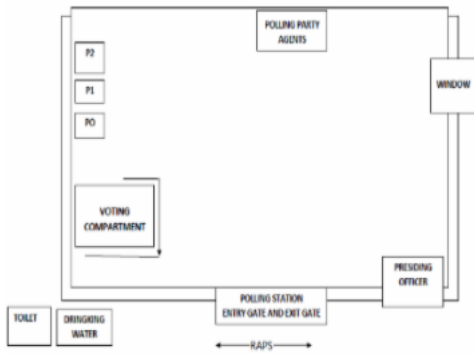 POLLING PARTY
AGENTS
P2
WINDOW
P1
PO
VOTING
COMPARTMENT
PRESIDING
OFFICER
POLLING STATION
ENTRY GATE AND EXIT GATE
TOILET
DRINGKING
WATER
RAPS